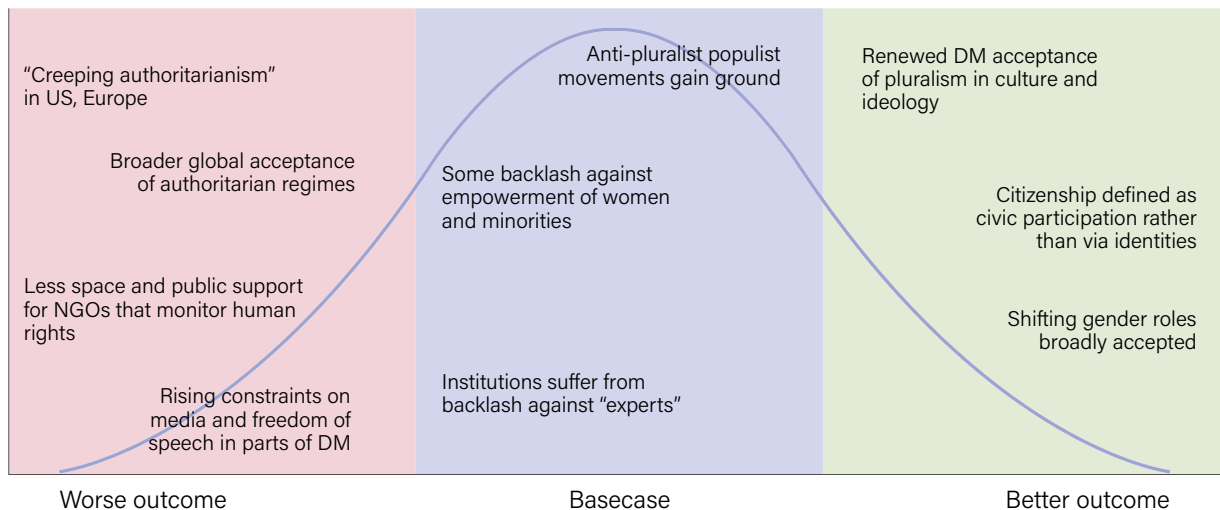 “Creeping authoritarianism”
in US, Europe
Broader global acceptance
of authoritarian regimes
Less space and public support
for NGOs that monitor human
rights
Rising constraints on
media and freedom of
speech in parts of DM
Anti-pluralist populist
movements gain ground
Some backlash against
empowerment of women
and minorities
Institutions suffer from
backlash against “experts”
Renewed DM acceptance
of pluralism in culture and
ideology
Citizenship defined as
civic participation rather
than via identities
Shifting gender roles
broadly accepted
Worse outcome
Basecase
Better outcome